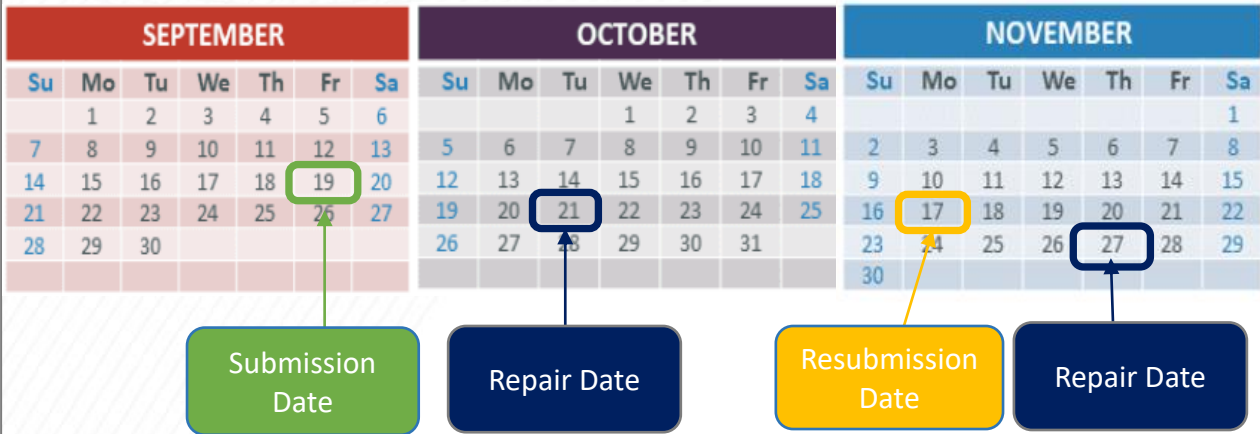 SEPTEMBER
Su Mo Tu We Th Fr Sa
1 2 3 4 5 6
7 8 9 10 11 12 13
14 15 16 17 18 19 20
21 22 23 24 25 26 27
28 29 30
OCTOBER
Su Mo Tu We Th Fr Sa
1 2 3 4
5 6 7 8 9 10 11
12 13 14 15 16 17 18
19 20 21 22 23 24 25
26 27 28 29 30 31
NOVEMBER
Su Mo Tu We Th Fr Sa
1
2 3 4 5 6 7 8
9 10 11 12 13 14 15
16 17 18 19 20 21 22
23 24 25 26 27 28 29
30
Submission
Date
Repair Date
Resubmission
Date
Repair Date